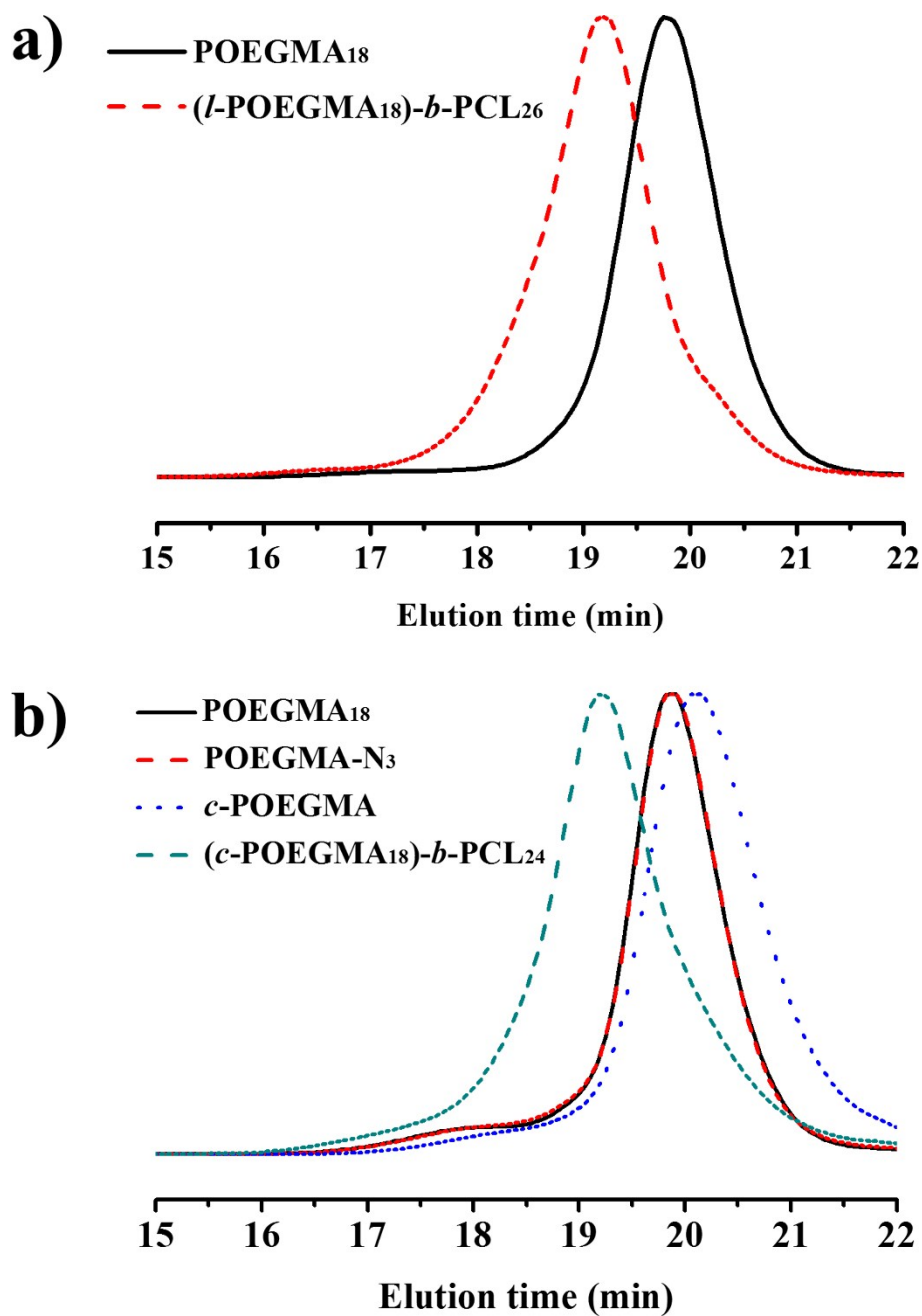 a)
POEGMA18
(l-POEGMA18)-b-PCL26
15 16 17 18 19 20 21 22
Elution time (min)
b)
POEGMA18
POEGMA-N3
c-POEGMA
(c-POEGMA18)-b-PCL24
15 16 17 18 19 20 21 22
Elution time (min)